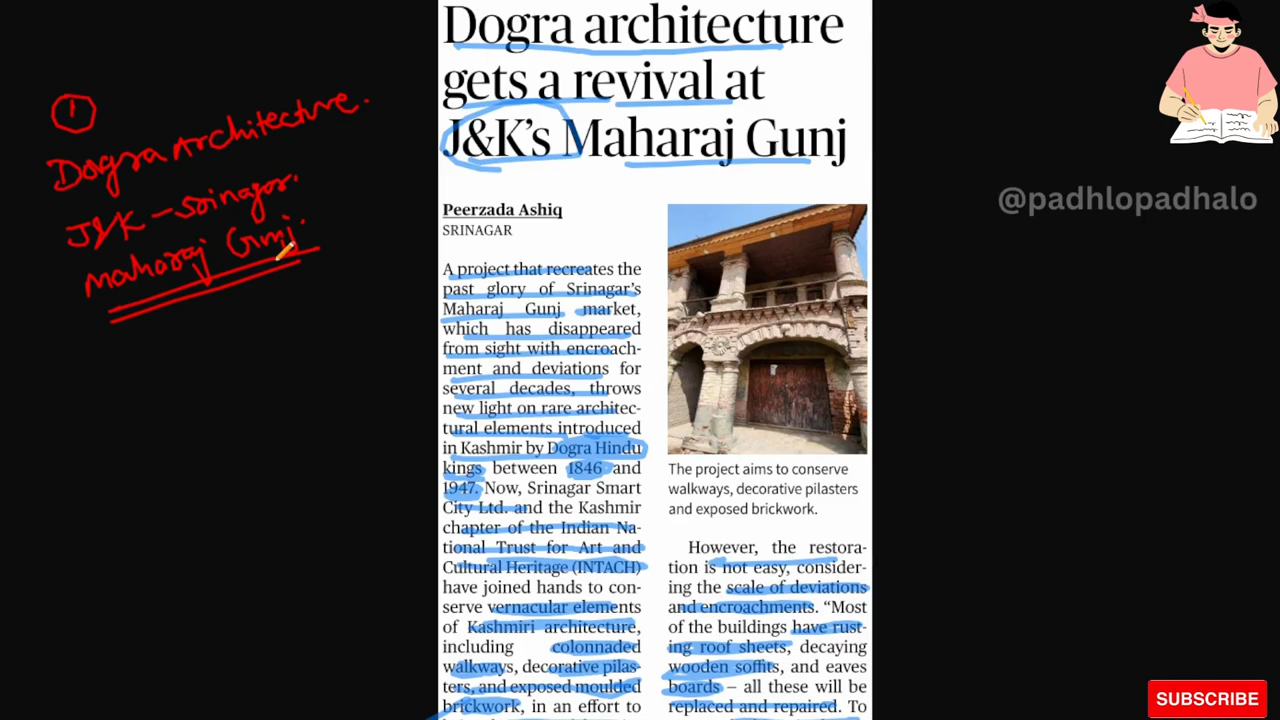 Dogra architecture
gets a revival at
J&K's Maharaj Gunj
①
Dogra Architecture.
J&K – Srinagar.
Maharaj Gunj.
@padhlopadhalo
Peerzada Ashiq
SRINAGAR
A project that recreates the
past glory of Srinagar's
Maharaj Gunj market,
which has disappeared
from sight with encroach-
ment and deviations for
several decades, throws
new light on rare architec-
tural elements introduced
in Kashmir by Dogra Hindu
kings between 1846 and
1947. Now, Srinagar Smart
City Ltd. and the Kashmir
chapter of the Indian Na-
tional Trust for Art and
Cultural Heritage (INTACH)
have joined hands to con-
serve vernacular elements
of Kashmiri architecture,
including colonnaded
walkways, decorative pilas-
ters, and exposed moulded
brickwork, in an effort to
The project aims to conserve
walkways, decorative pilasters
and exposed brickwork.
However, the restora-
tion is not easy, consider-
ing the scale of deviations
and encroachments. “Most
of the buildings have rust-
ing roof sheets, decaying
wooden soffits, and eaves
boards – all these will be
replaced and repaired. To
SUBSCRIBE